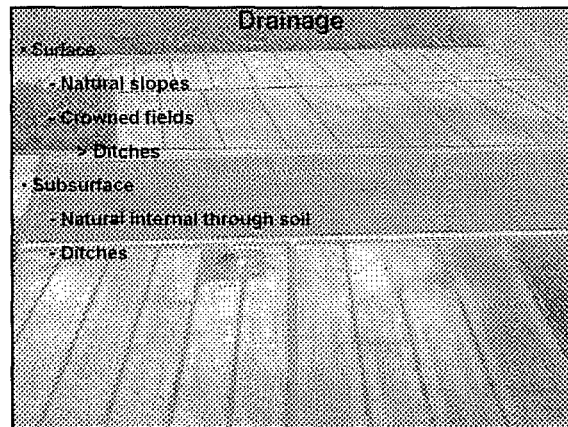 Drainage
• Surface
- Natural slopes
- Crowned fields
> Ditches
• Subsurface
- Natural internal through soil
- Ditches